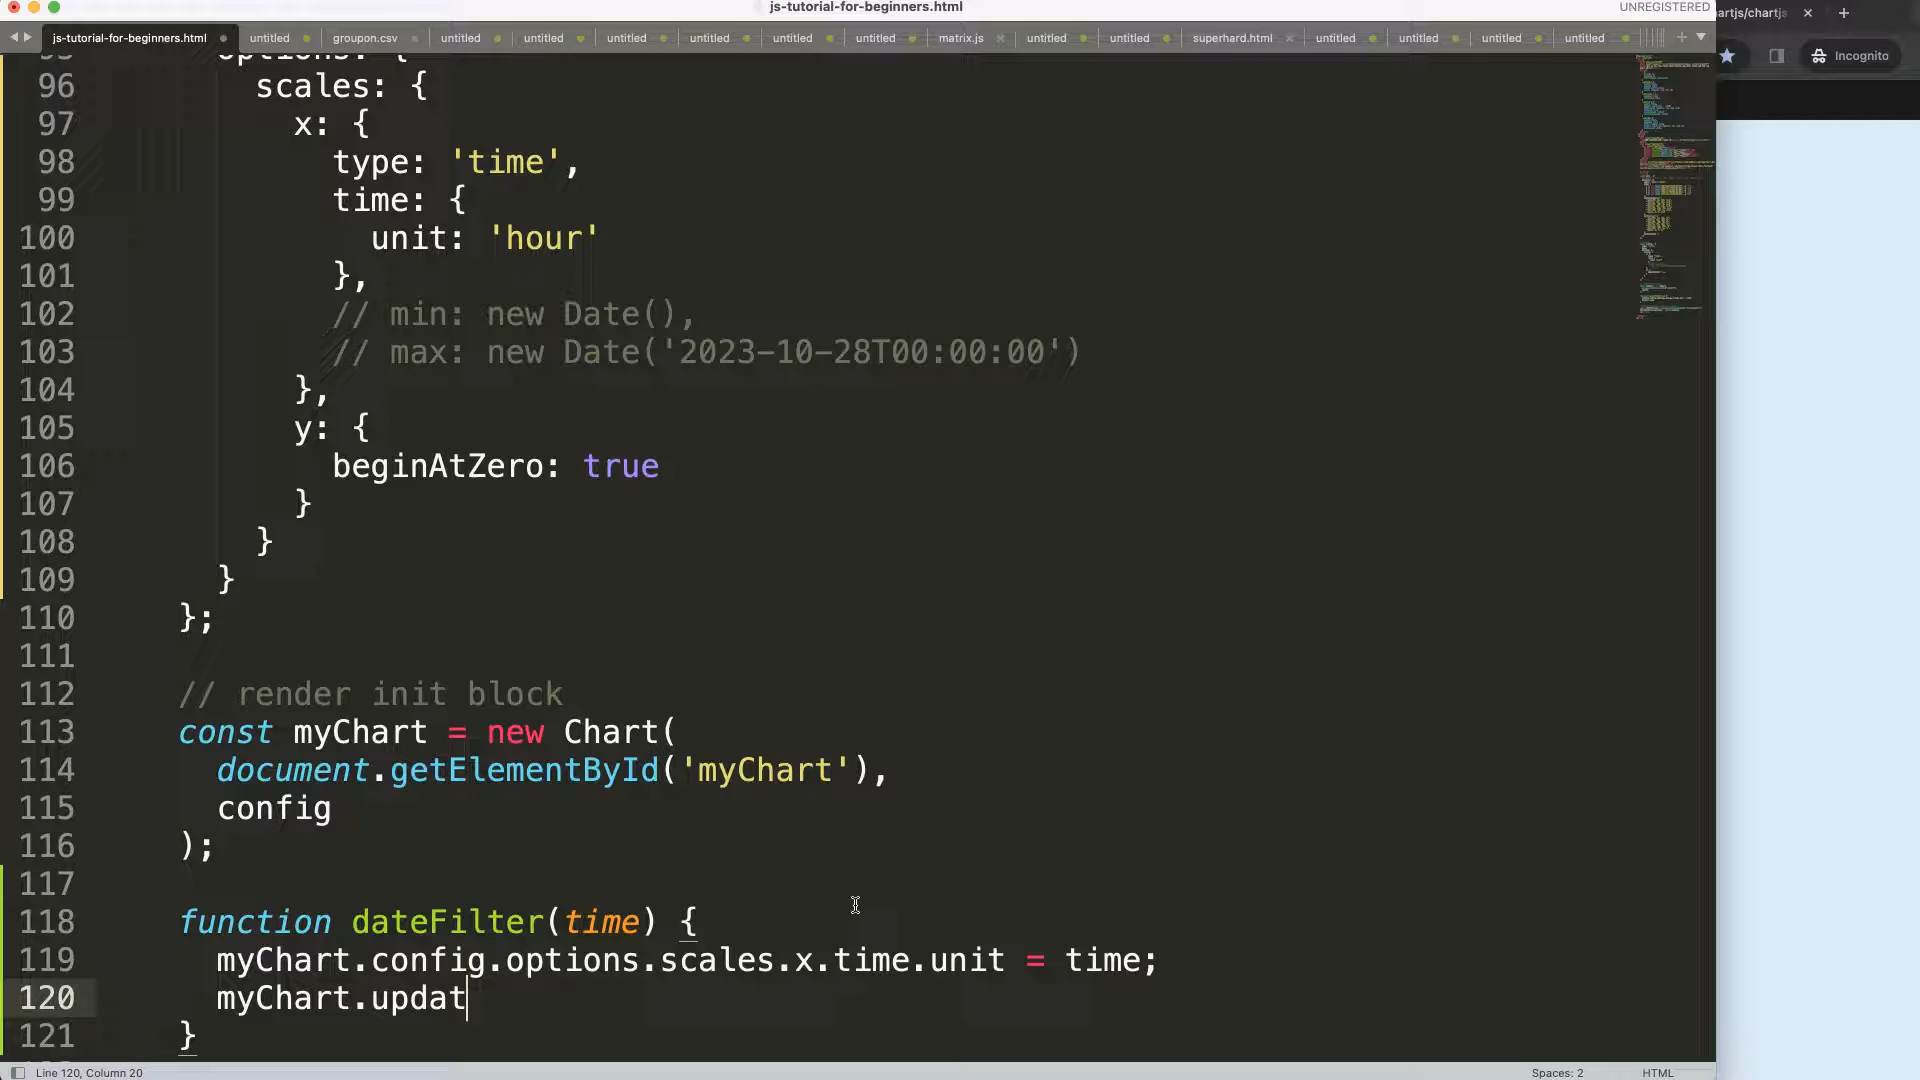 js-tutorial-for-beginners.html
UNREGISTERED
js-tutorial-for-beginners.html untitled groupon.csv untitled untitled untitled untitled untitled untitled matrix.js untitled untitled superhard.html untitled untitled untitled untitled
artjs/chartjs
Incognito
95 options: {
96 scales: {
97 x: {
98 type: 'time',
99 time: {
100 unit: 'hour'
101 },
102 // min: new Date(),
103 // max: new Date('2023-10-28T00:00:00')
104 },
105 y: {
106 beginAtZero: true
107 }
108 }
109 }
110 };
111
112 // render init block
113 const myChart = new Chart(
114 document.getElementById('myChart'),
115 config
116 );
117
118 function dateFilter(time) {
119 myChart.config.options.scales.x.time.unit = time;
120 myChart.updat
121 }
Line 120, Column 20
Spaces: 2
HTML